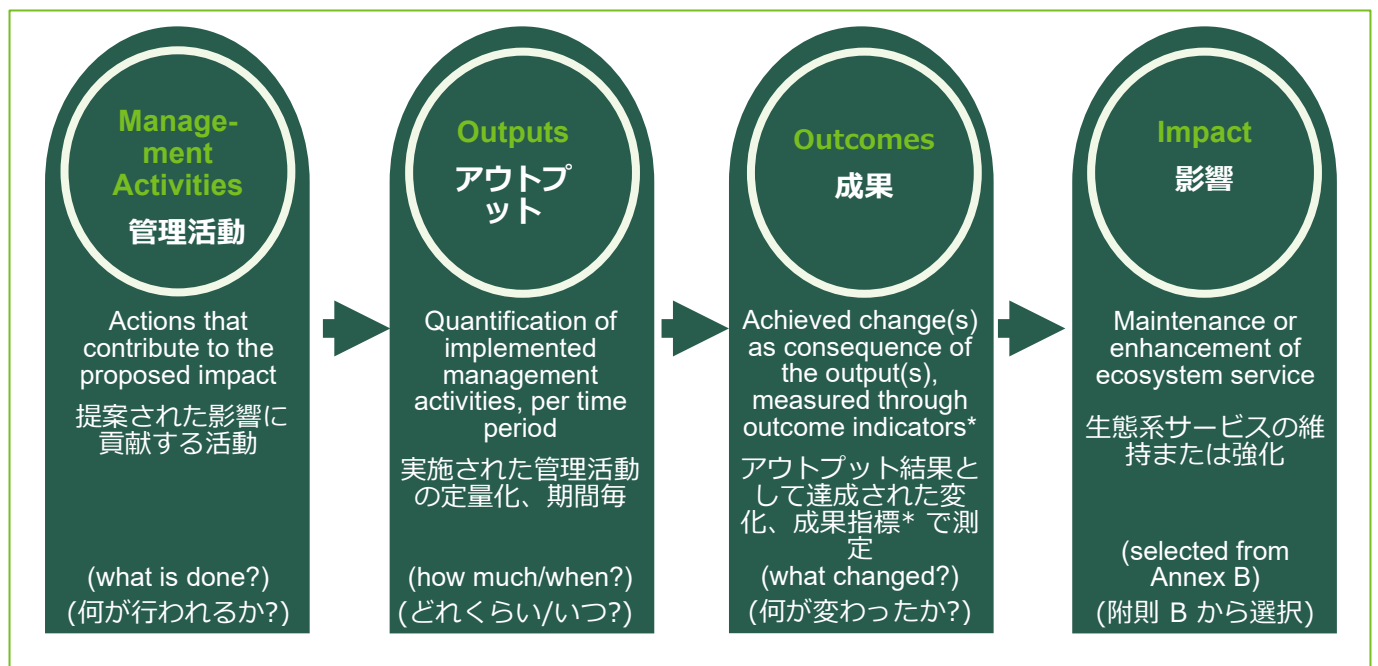 Manage-
ment
Activities
管理活動
Actions that
contribute to the
proposed impact
提案された影響に
貢献する活動
(what is done?)
(何が行われるか?)
Outputs
アウトプ
ット
Quantification of
implemented
management
activities, per time
period
実施された管理活動
の定量化、期間毎
(how much/when?)
(どれくらい/いつ?)
Outcomes
成果
Achieved change(s)
as consequence of
the output(s),
measured through
outcome indicators*
アウトプット結果と
して達成された変
化、成果指標* で測
定
(what changed?)
(何が変わったか?)
Impact
影響
Maintenance or
enhancement of
ecosystem service
生態系サービスの維
持または強化
(selected from
Annex B)
(附則 B から選択)